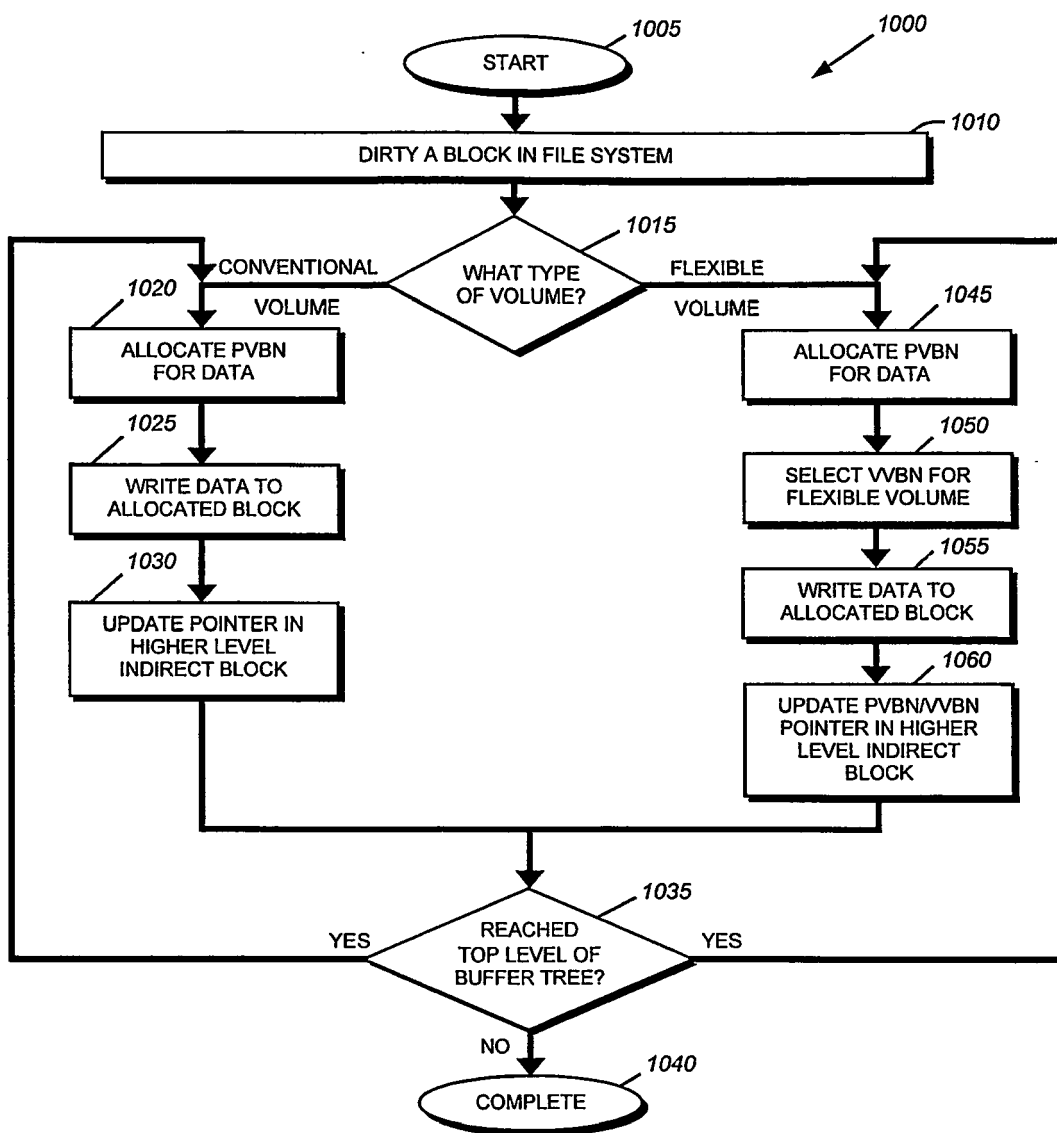 1005
1000
START
1010
DIRTY A BLOCK IN FILE SYSTEM
1015
WHAT TYPE
OF VOLUME?
CONVENTIONAL
VOLUME
FLEXIBLE
VOLUME
1020
ALLOCATE PVBN
FOR DATA
1025
WRITE DATA TO
ALLOCATED BLOCK
1030
UPDATE POINTER IN
HIGHER LEVEL
INDIRECT BLOCK
1045
ALLOCATE PVBN
FOR DATA
1050
SELECT VVBN FOR
FLEXIBLE VOLUME
1055
WRITE DATA TO
ALLOCATED BLOCK
1060
UPDATE PVBN/VVBN
POINTER IN HIGHER
LEVEL INDIRECT
BLOCK
1035
REACHED
TOP LEVEL OF
BUFFER TREE?
YES
YES
NO
1040
COMPLETE